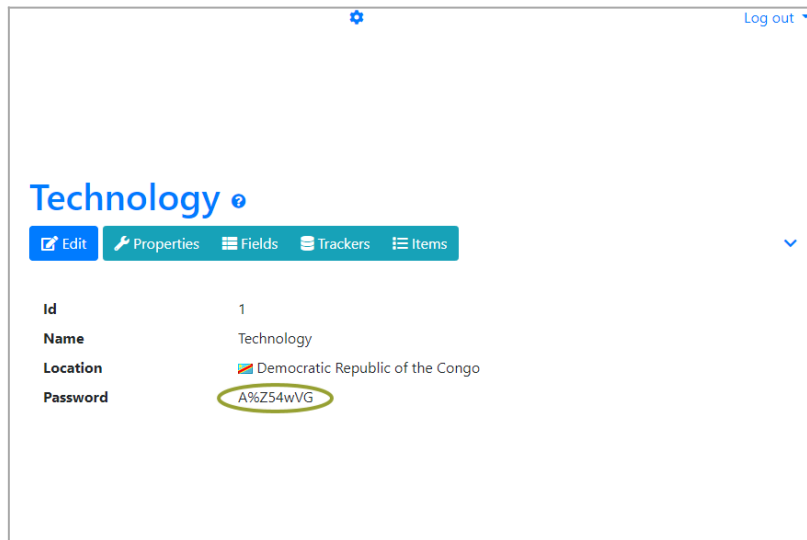 Log out
Technology
Edit Properties Fields Trackers Items
Id 1
Name Technology
Location Democratic Republic of the Congo
Password A%Z54wVG